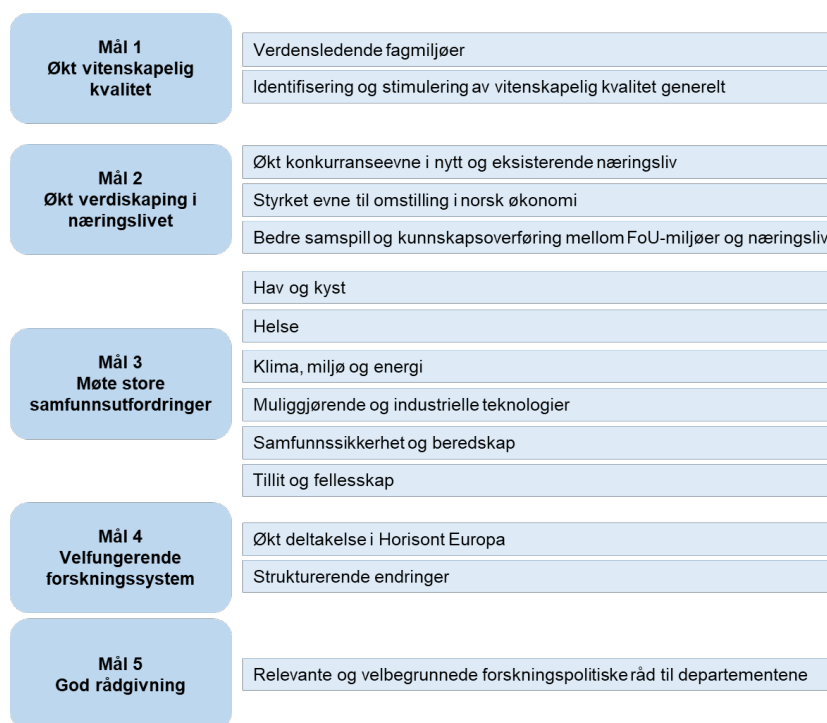 Mål 1
Økt vitenskapelig
kvalitet
Verdensledende fagmiljøer
Identifisering og stimulering av vitenskapelig kvalitet generelt
Mål 2
Økt verdiskaping i
næringslivet
Økt konkurranseevne i nytt og eksisterende næringsliv
Styrket evne til omstilling i norsk økonomi
Bedre samspill og kunnskapsoverføring mellom FoU-miljøer og næringsliv
Mål 3
Møte store
samfunnsutfordringer
Hav og kyst
Helse
Klima, miljø og energi
Muliggjørende og industrielle teknologier
Samfunnssikkerhet og beredskap
Tillit og fellesskap
Mål 4
Velfungerende
forskningssystem
Økt deltakelse i Horisont Europa
Strukturerende endringer
Mål 5
God rådgivning
Relevante og velbegrunnede forskningspolitiske råd til departementene